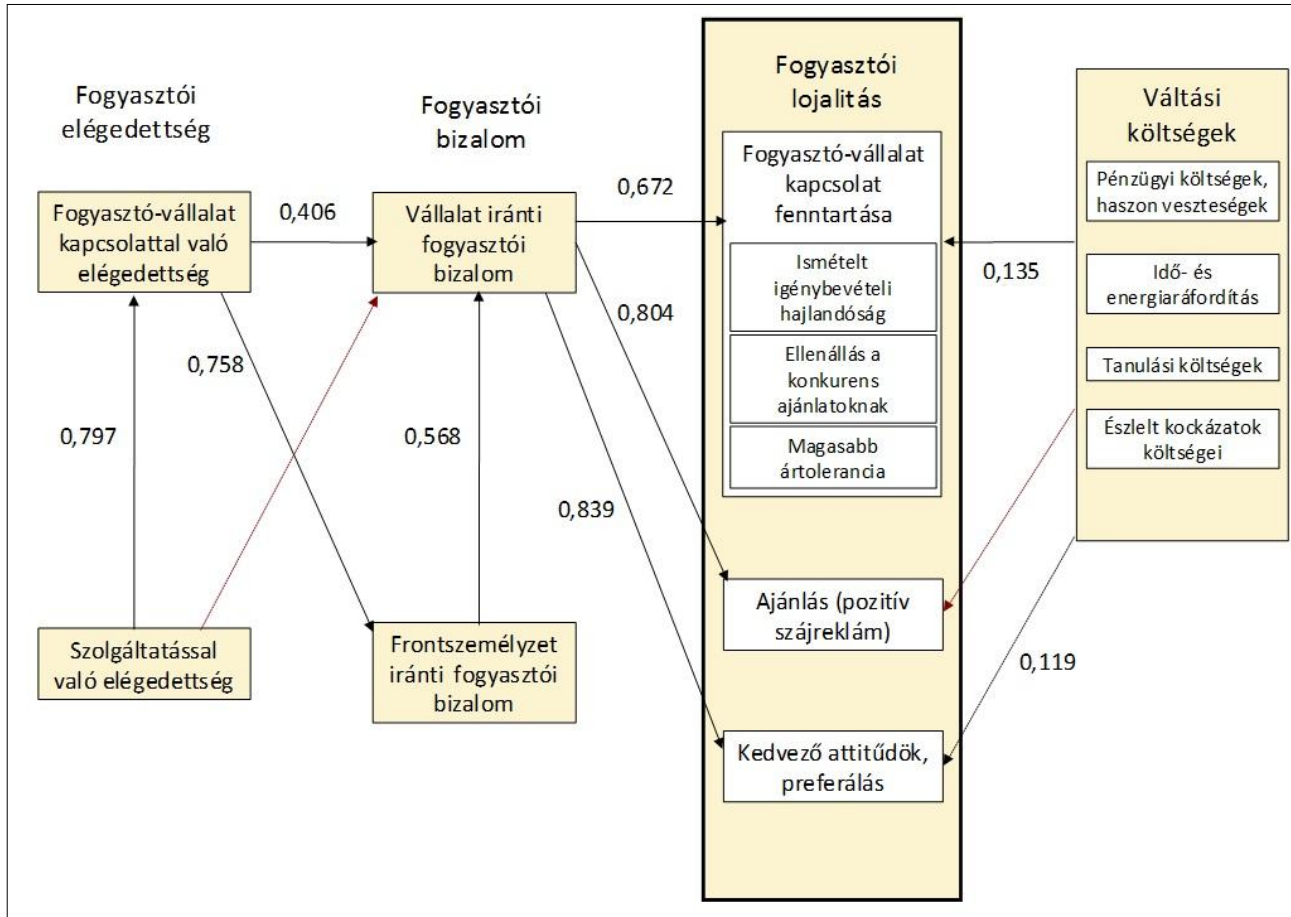 Fogyasztói
elégedettség
Fogyasztó-vállalat
kapcsolattal való
elégedettség
0,406
0,797
0,758
Szolgáltatással
való elégedettség
Fogyasztói
bizalom
Vállalat iránti
fogyasztói
bizalom
0,568
Frontszemélyzet
iránti fogyasztói
bizalom
0,672
0,804
0,839
Fogyasztói
lojalitás
Fogyasztó-vállalat
kapcsolat
fenntartása
Ismételt
igénybevételi
hajlandóság
Ellenállás a
konkurens
ajánlatoknak
Magasabb
ártolerancia
Ajánlás (pozitív
szájreklám)
Kedvező attitűdök,
preferálás
0,135
0,119
Váltási
költségek
Pénzügyi költségek,
haszon veszteségek
Idő- és
energiaráfordítás
Tanulási költségek
Észlelt kockázatok
költségei